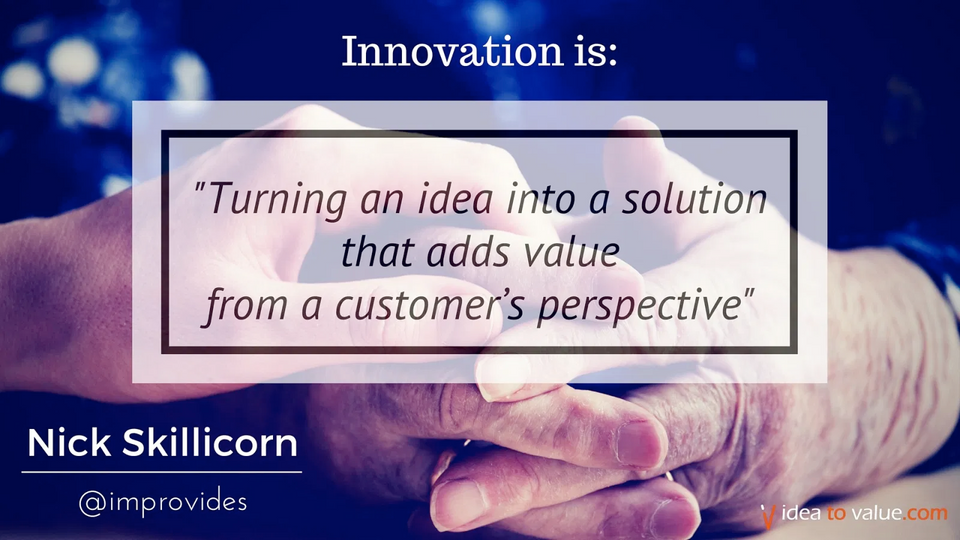 Innovation is:
"Turning an idea into a solution
that adds value
from a customer’s perspective"
Nick Skillicorn
@improvides
idea to value.com